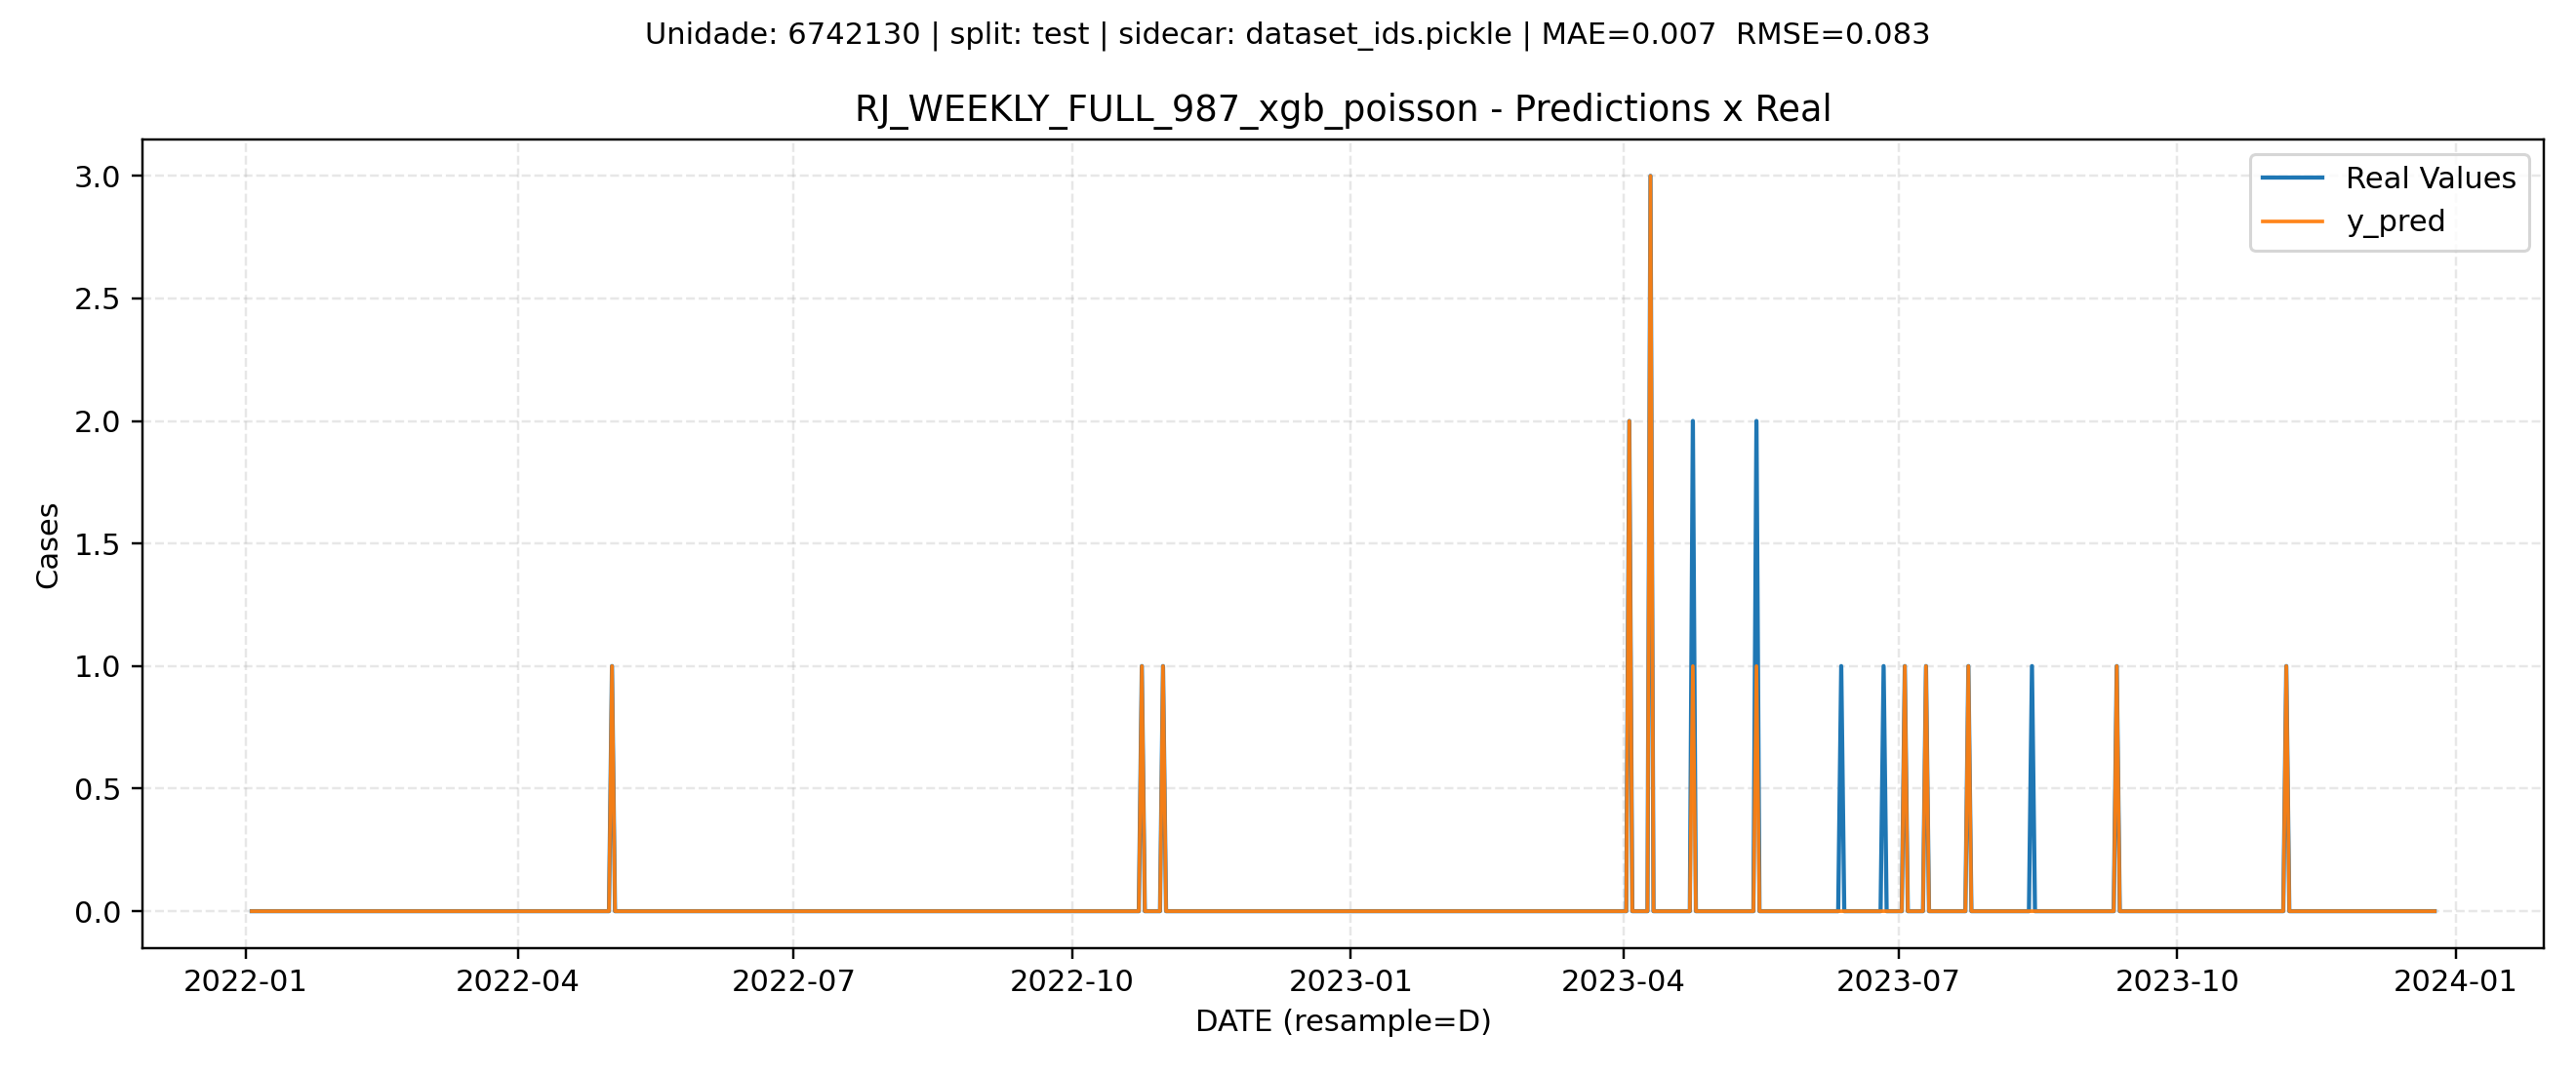 Unidade: 6742130 | split: test | sidecar: dataset_ids.pickle | MAE=0.007  RMSE=0.083
RJ_WEEKLY_FULL_987_xgb_poisson - Predictions x Real
Real Values
y_pred
3.0
2.5
2.0
1.5
1.0
0.5
0.0
Cases
2022-01 2022-04 2022-07 2022-10 2023-01 2023-04 2023-07 2023-10 2024-01
DATE (resample=D)